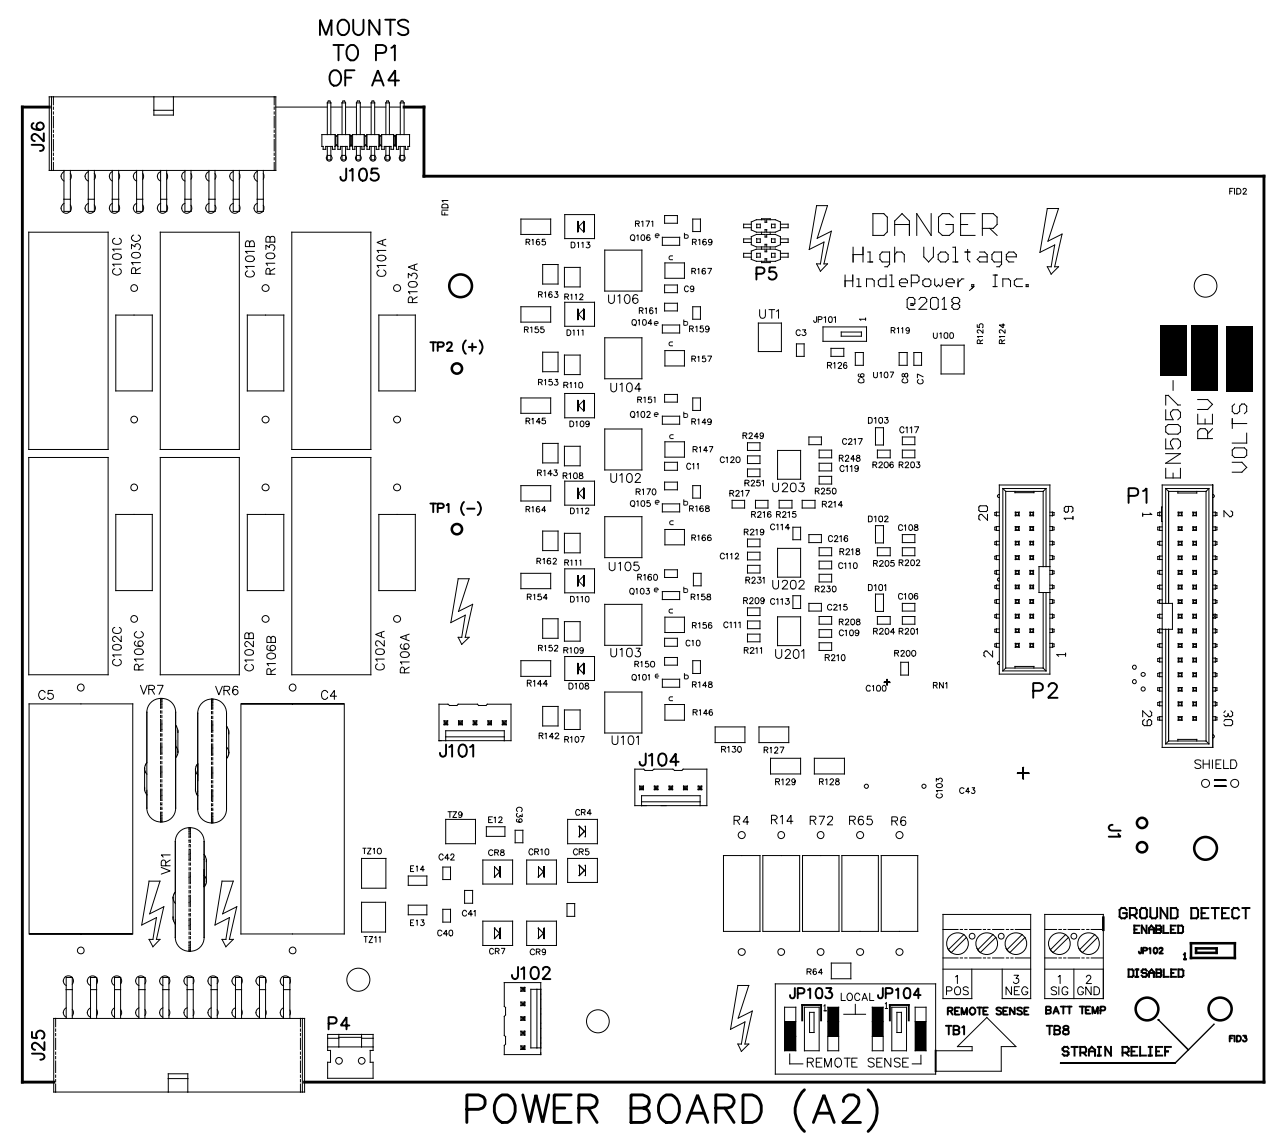 MOUNTS
TO P1
OF A4
J26
J105
FID1
FID2
C101C
R103C
C101B
R103B
C101A
R103A
R165
D113
R171
Q106 e b
R169
c
R167
C9
R163
R112
U106
P5
DANGER
High Voltage
HindlePower, Inc.
©2018
R155
D111
R161
Q104 e b
R159
c
R157
R153
R110
U104
TP2 (+)
UT1
C3
JP101
1
R126
C6
U107
R119
C8
C7
U100
R125
R124
EN5057-
REV
VOLTS
R145
D109
R151
Q102 e b
R149
c
R147
C11
R143
R108
U102
R249
C120
R251
U203
C217
R248
C119
R250
D103
C117
R206
R203
R217
R216
R215
R214
R164
D112
R170
Q105 e b
R168
c
R166
R162
R111
U105
TP1 (-)
C114
R219
C112
R231
U202
C216
R218
C110
R230
D102
C108
R205
R202
R154
D110
R160
Q103 e b
R158
c
R156
C10
R152
R109
U103
C113
R209
C111
R211
U201
C215
R208
C109
R210
D101
C106
R204
R201
R144
D108
R150
Q101 e b
R148
c
R146
R142
R107
U101
R200
C100
+
RN1
20
19
2
1
P2
P1
1
2
29
30
C102C
R106C
C102B
R106B
C102A
R106A
C5
VR7
VR6
C4
VR1
J101
J104
R130
R127
R129
R128
C103
C43
+
SHIELD
J1
TZ9
E12
C39
CR4
CR8
CR10
CR5
TZ10
E14
C42
C41
TZ11
E13
C40
CR7
CR9
R4
R14
R72
R65
R6
R64
J102
J25
P4
JP103
LOCAL
JP104
1
1
REMOTE SENSE
1
POS
3
NEG
REMOTE SENSE
TB1
1
SIG
2
GND
BATT TEMP
TB8
GROUND DETECT
ENABLED
JP102
1
DISABLED
STRAIN RELIEF
FID3
POWER BOARD (A2)